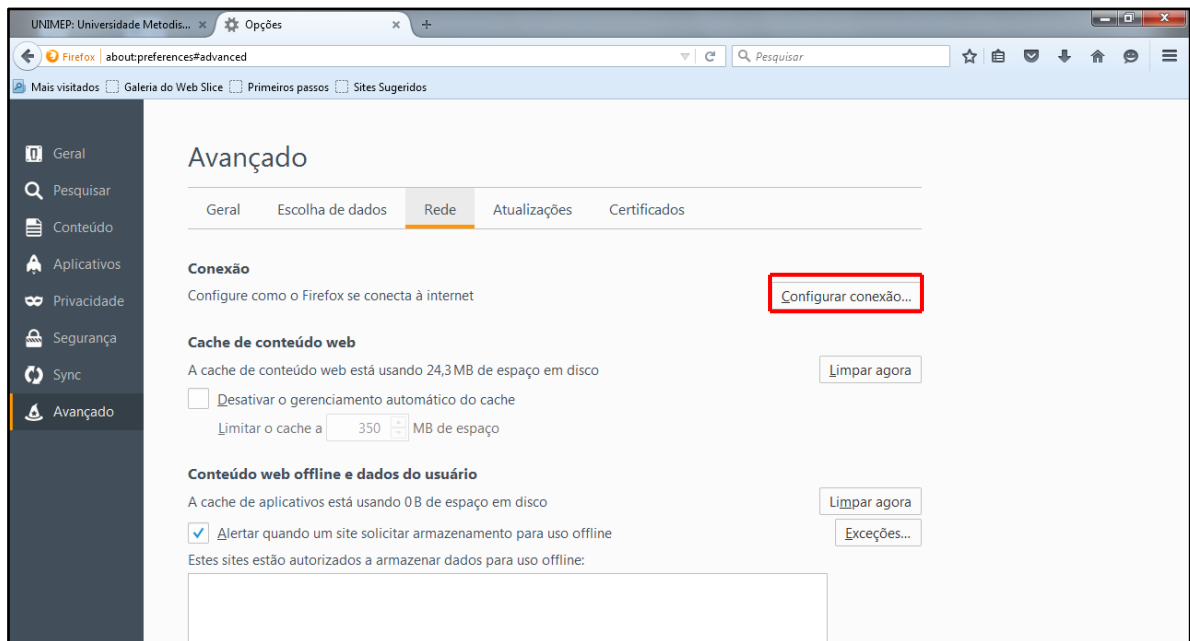 UNIMEP: Universidade Metodis... Opções
Firefox about:preferences#advanced Pesquisar
Mais visitados Galeria do Web Slice Primeiros passos Sites Sugeridos
Geral
Pesquisar
Conteúdo
Aplicativos
Privacidade
Segurança
Sync
Avançado
Avançado
Geral Escolha de dados Rede Atualizações Certificados
Conexão
Configure como o Firefox se conecta à internet Configurar conexão...
Cache de conteúdo web
A cache de conteúdo web está usando 24,3 MB de espaço em disco Limpar agora
Desativar o gerenciamento automático do cache
Limitar o cache a 350 MB de espaço
Conteúdo web offline e dados do usuário
A cache de aplicativos está usando 0 B de espaço em disco Limpar agora
Alertar quando um site solicitar armazenamento para uso offline Exceções...
Estes sites estão autorizados a armazenar dados para uso offline: